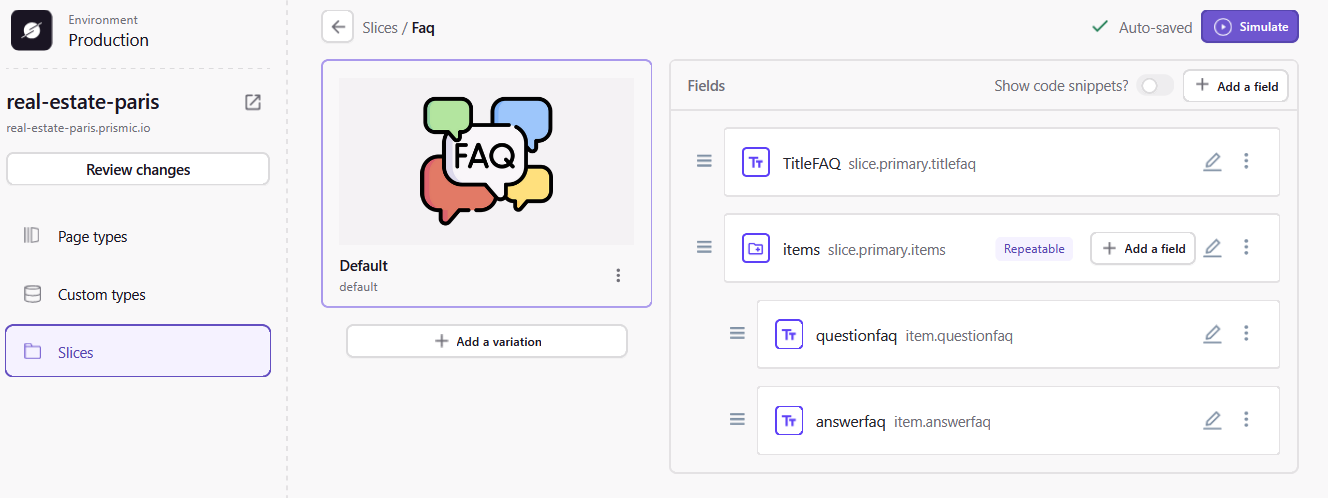 Environment
Production
real-estate-paris
real-estate-paris.prismic.io
Review changes
Page types
Custom types
Slices
Slices / Faq
Auto-saved
Simulate
FAQ
Default
default
Add a variation
Fields
Show code snippets?
Add a field
TitleFAQ slice.primary.titlefaq
items slice.primary.items
Repeatable
Add a field
questionfaq item.questionfaq
answerfaq item.answerfaq